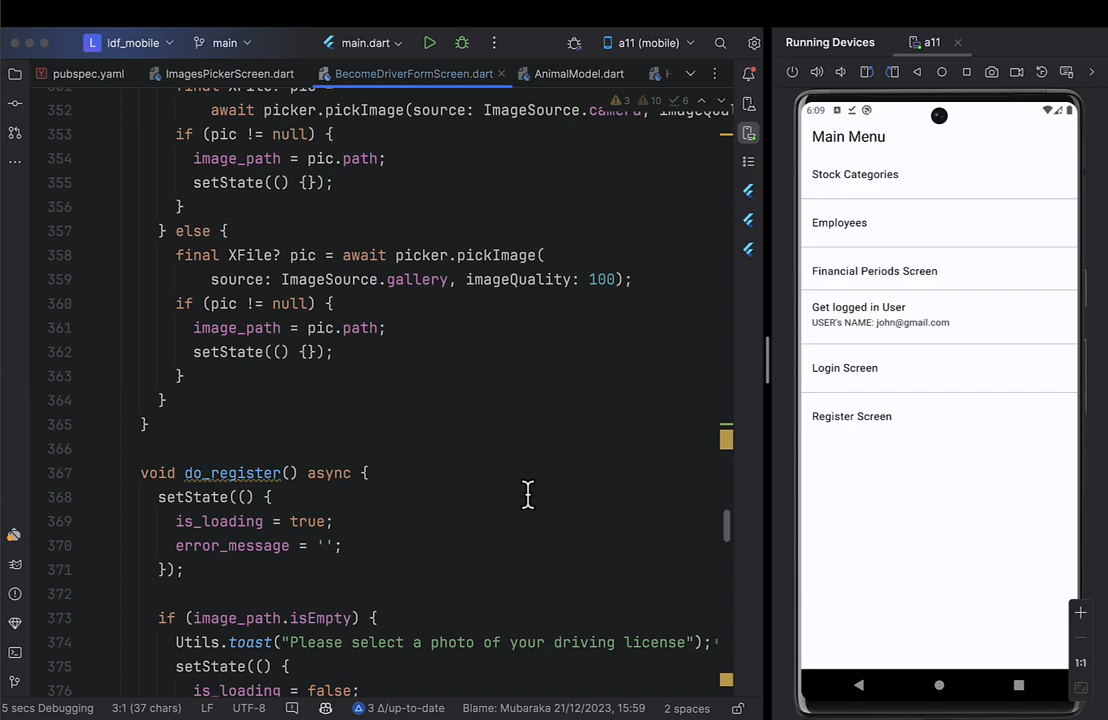 L ldf_mobile main main.dart a11 (mobile)
Running Devices a11
pubspec.yaml ImagesPickerScreen.dart BecomeDriverFormScreen.dart AnimalModel.dart
3 10 6
352 await picker.pickImage(source: ImageSource.camera, imageQual
353 if (pic != null) {
354 image_path = pic.path;
355 setState(() {});
356 }
357 } else {
358 final XFile? pic = await picker.pickImage(
359 source: ImageSource.gallery, imageQuality: 100);
360 if (pic != null) {
361 image_path = pic.path;
362 setState(() {});
363 }
364 }
365 }
366
367 void do_register() async {
368 setState(() {
369 is_loading = true;
370 error_message = '';
371 });
372
373 if (image_path.isEmpty) {
374 Utils.toast("Please select a photo of your driving license");
375 setState(() {
376 is_loading = false;
5 secs Debugging 3:1 (37 chars) LF UTF-8 3 Δ/up-to-date Blame: Mubaraka 21/12/2023, 15:59 2 spaces
6:09
Main Menu
Stock Categories
Employees
Financial Periods Screen
Get logged in User
USER's NAME: john@gmail.com
Login Screen
Register Screen
1:1